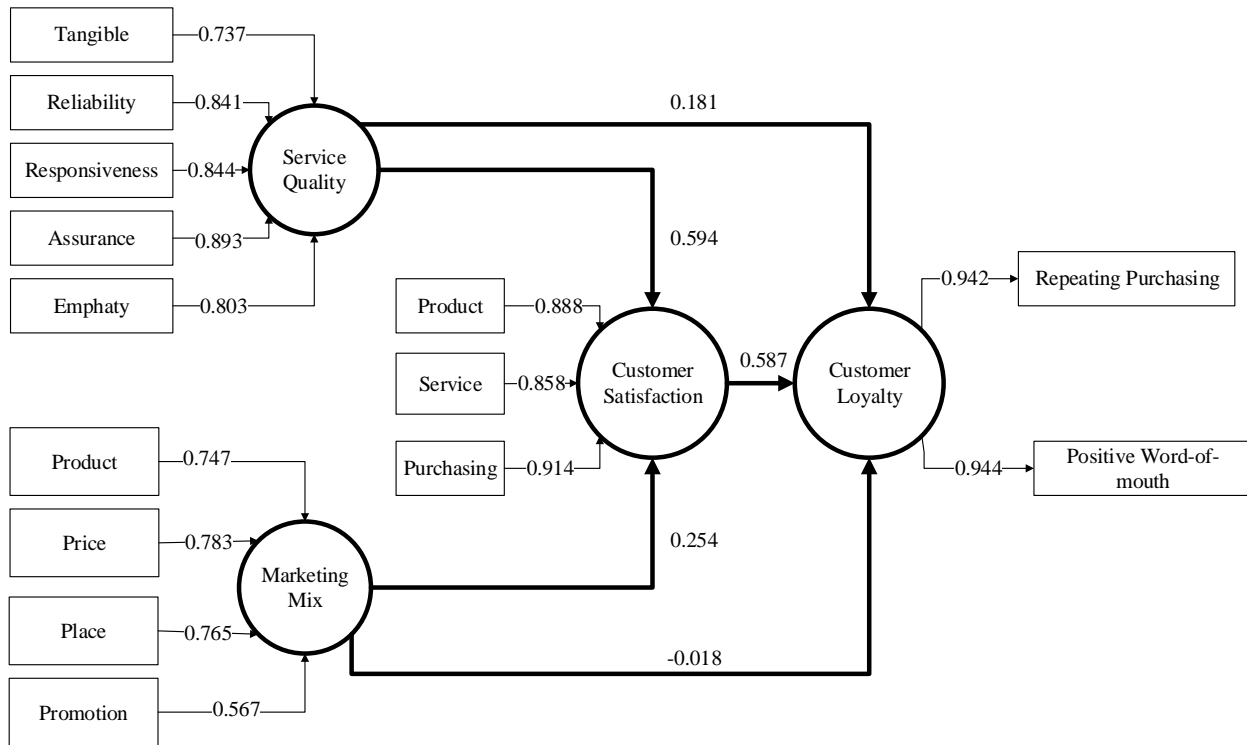 Tangible
0.737
Reliability
0.841
0.181
Responsiveness
0.844
Service
Quality
Assurance
0.893
0.594
Emphaty
0.803
0.942
Repeating Purchasing
Product
0.888
Service
0.858
Customer
Satisfaction
0.587
Customer
Loyalty
Purchasing
0.914
0.944
Positive Word-of-
mouth
Product
0.747
Price
0.783
0.254
Marketing
Mix
Place
0.765
-0.018
Promotion
0.567